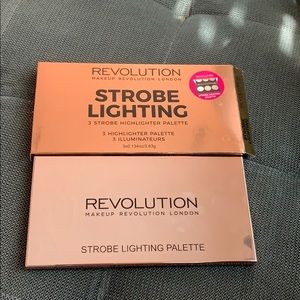 REVOLUTION
MAKEUP REVOLUTION LONDON
STROBE
LIGHTING
3 STROBE HIGHLIGHTER PALETTE
3 HIGHLIGHTER PALETTE
3 ILLUMINATEURS
REVOLUTION
MAKEUP REVOLUTION LONDON
STROBE LIGHTING PALETTE